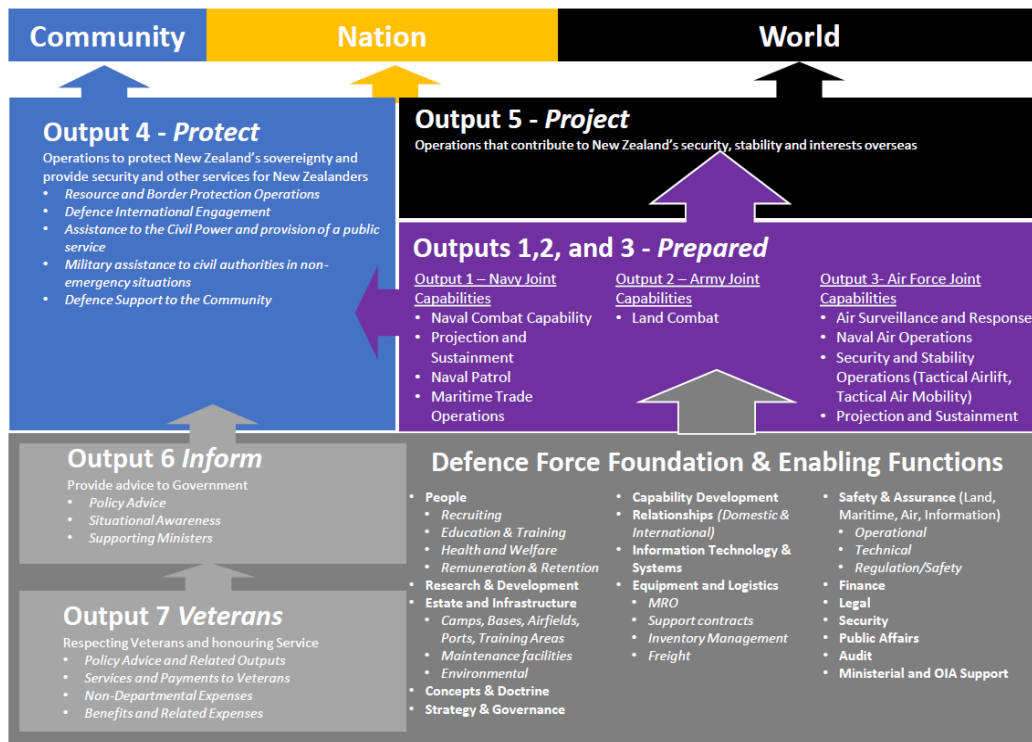 Community
Nation
World
Output 4 - Protect
Operations to protect New Zealand's sovereignty and
provide security and other services for New Zealanders
• Resource and Border Protection Operations
• Defence International Engagement
• Assistance to the Civil Power and provision of a public
service
• Military assistance to civil authorities in non-
emergency situations
• Defence Support to the Community
Output 5 - Project
Operations that contribute to New Zealand's security, stability and interests overseas
Outputs 1,2, and 3 - Prepared
Output 1 – Navy Joint
Capabilities
• Naval Combat Capability
• Projection and
Sustainment
• Naval Patrol
• Maritime Trade
Operations
Output 2 – Army Joint
Capabilities
• Land Combat
Output 3- Air Force Joint
Capabilities
• Air Surveillance and Response
• Naval Air Operations
• Security and Stability
Operations (Tactical Airlift,
Tactical Air Mobility)
• Projection and Sustainment
Output 6 Inform
Provide advice to Government
• Policy Advice
• Situational Awareness
• Supporting Ministers
Output 7 Veterans
Respecting Veterans and honouring Service
• Policy Advice and Related Outputs
• Services and Payments to Veterans
• Non-Departmental Expenses
• Benefits and Related Expenses
Defence Force Foundation & Enabling Functions
• People
• Recruiting
• Education & Training
• Health and Welfare
• Remuneration & Retention
• Research & Development
• Estate and Infrastructure
• Camps, Bases, Airfields,
Ports, Training Areas
• Maintenance facilities
• Environmental
• Concepts & Doctrine
• Strategy & Governance
• Capability Development
• Relationships (Domestic &
International)
• Information Technology &
Systems
• Equipment and Logistics
• MRO
• Support contracts
• Inventory Management
• Freight
• Safety & Assurance (Land,
Maritime, Air, Information)
• Operational
• Technical
• Regulation/Safety
• Finance
• Legal
• Security
• Public Affairs
• Audit
• Ministerial and OIA Support